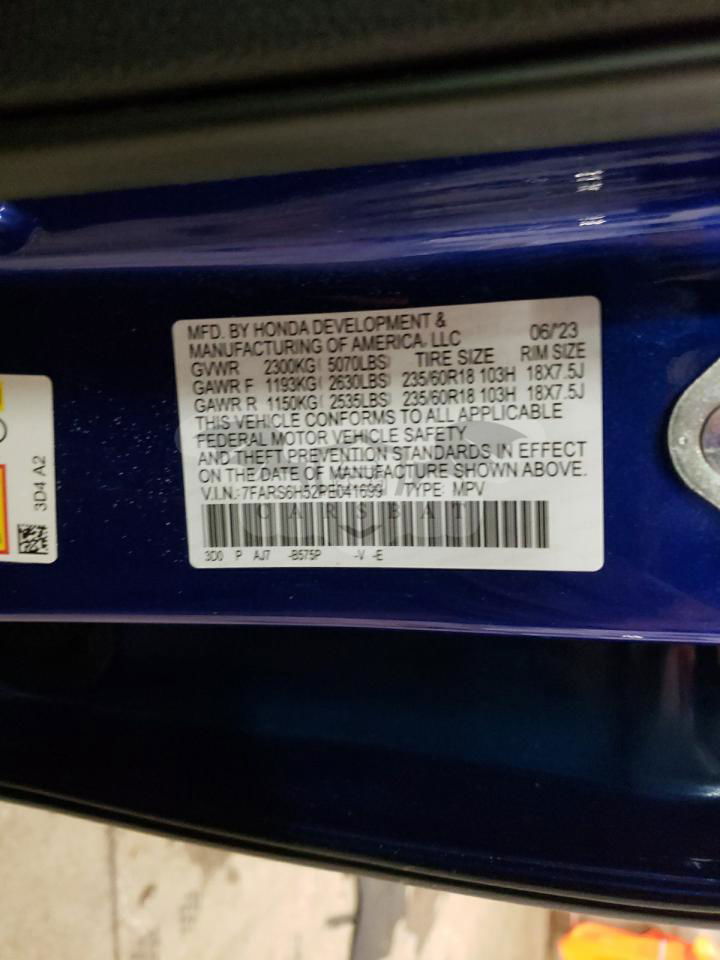 MFD. BY HONDA DEVELOPMENT &
MANUFACTURING OF AMERICA, LLC 06/'23
GVWR 2300KG( 5070LBS) TIRE SIZE RIM SIZE
GAWR F 1193KG( 2630LBS) 235/60R18 103H 18X7.5J
GAWR R 1150KG( 2535LBS) 235/60R18 103H 18X7.5J
THIS VEHICLE CONFORMS TO ALL APPLICABLE
FEDERAL MOTOR VEHICLE SAFETY
AND THEFT PREVENTION STANDARDS IN EFFECT
ON THE DATE OF MANUFACTURE SHOWN ABOVE.
V.I.N.: 7FARS6H52PE041699 TYPE: MPV
CARSBAT
3D0 P AJ7 -B575P -V -E
3D4 A2